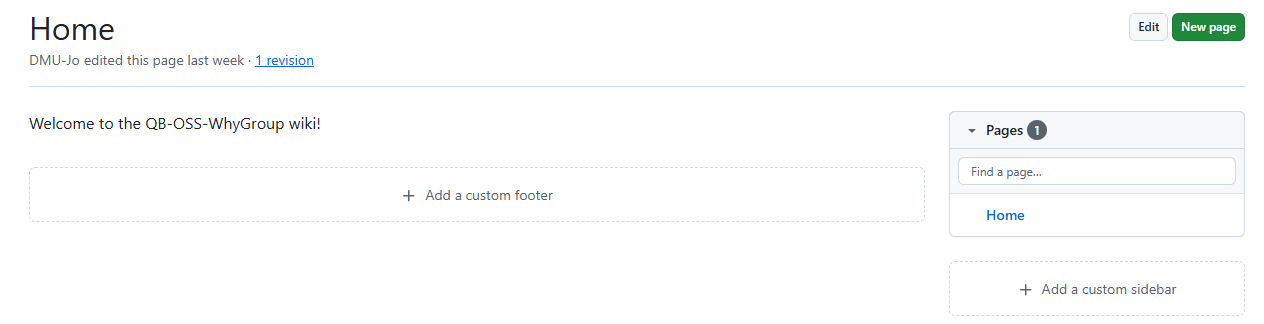 Home
Edit
New page
DMU-Jo edited this page last week · 1 revision
Welcome to the QB-OSS-WhyGroup wiki!
Add a custom footer
Pages 1
Find a page...
Home
Add a custom sidebar